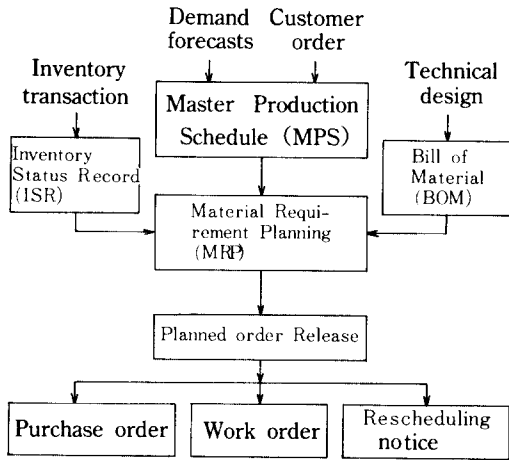 Demand
forecasts
Customer
order
Inventory
transaction
Technical
design
Master Production
Schedule (MPS)
Inventory
Status Record
(ISR)
Bill of
Material
(BOM)
Material Requi-
rement Planning
(MRP)
Planned order Release
Purchase order
Work order
Rescheduling
notice